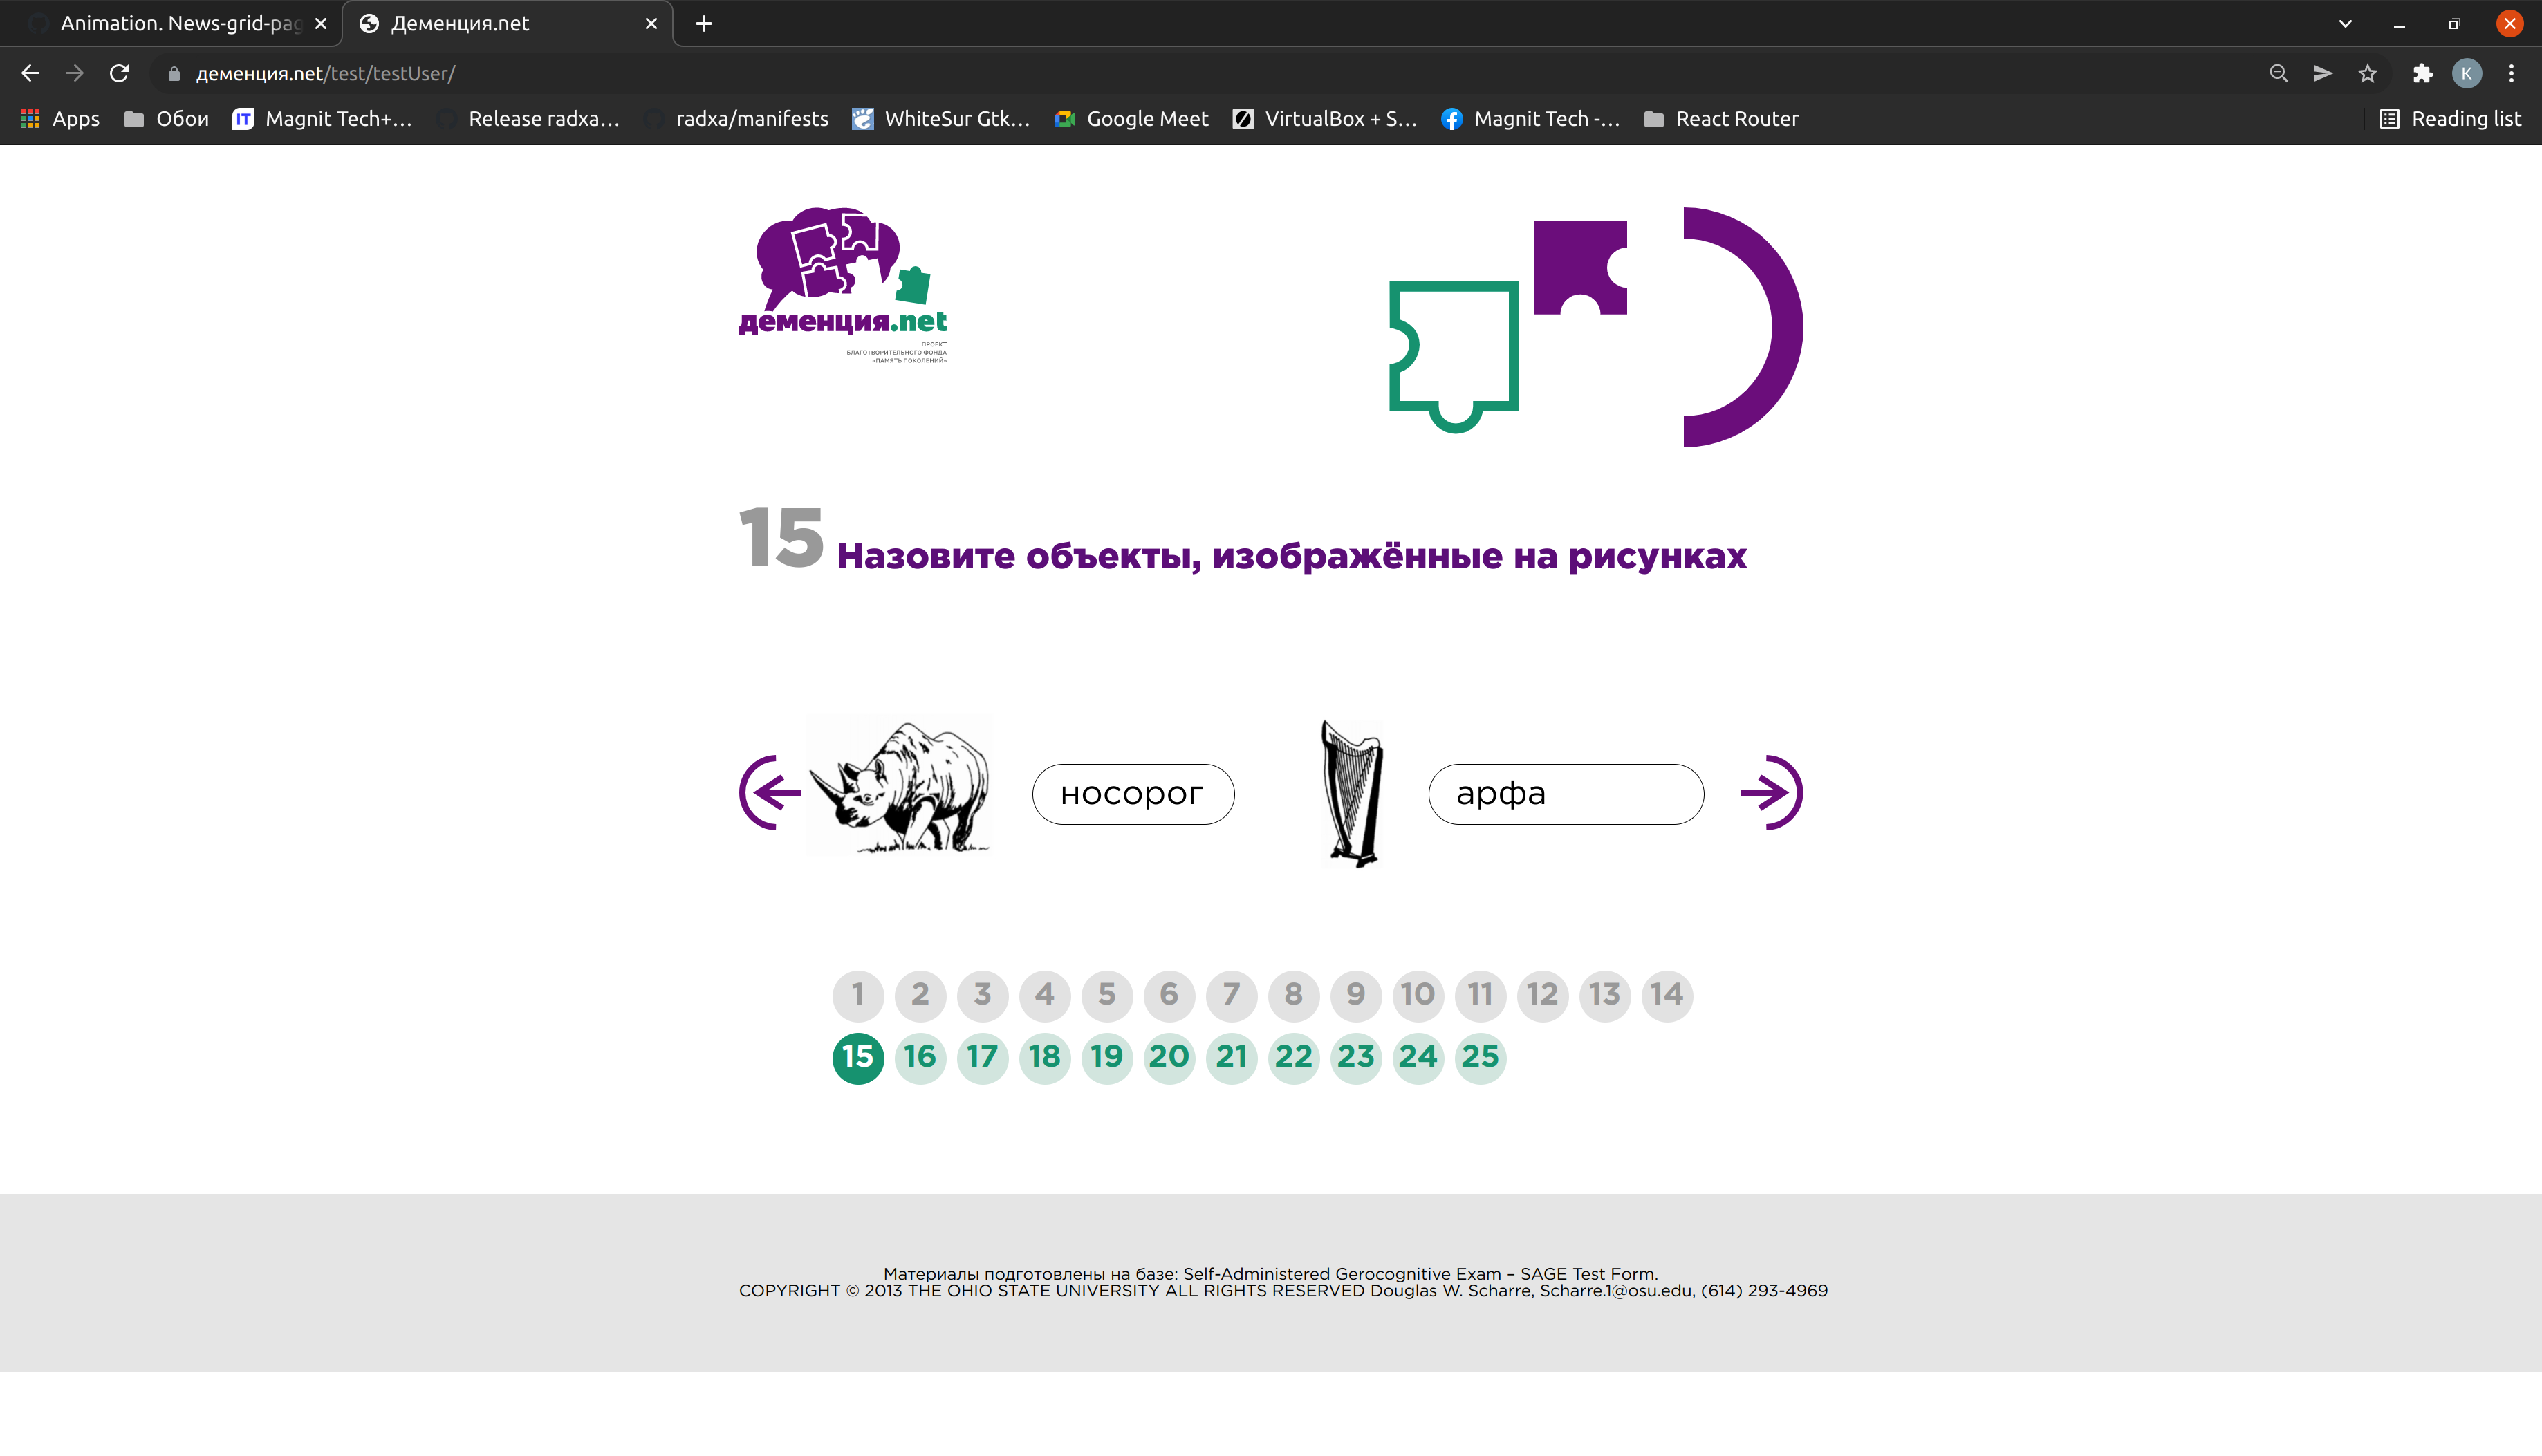 Animation. News-grid-pag
Деменция.net
деменция.net/test/testUser/
K
Apps
Обои
IT
Magnit Tech+...
Release radxa...
radxa/manifests
WhiteSur Gtk...
Google Meet
VirtualBox + S...
Magnit Tech -...
React Router
Reading list
деменция.net
ПРОЕКТ
БЛАГОТВОРИТЕЛЬНОГО ФОНДА
«ПАМЯТЬ ПОКОЛЕНИЙ»
15 Назовите объекты, изображённые на рисунках
носорог
арфа
1 2 3 4 5 6 7 8 9 10 11 12 13 14
15 16 17 18 19 20 21 22 23 24 25
Материалы подготовлены на базе: Self-Administered Gerocognitive Exam – SAGE Test Form.
COPYRIGHT © 2013 THE OHIO STATE UNIVERSITY ALL RIGHTS RESERVED Douglas W. Scharre, Scharre.1@osu.edu, (614) 293-4969